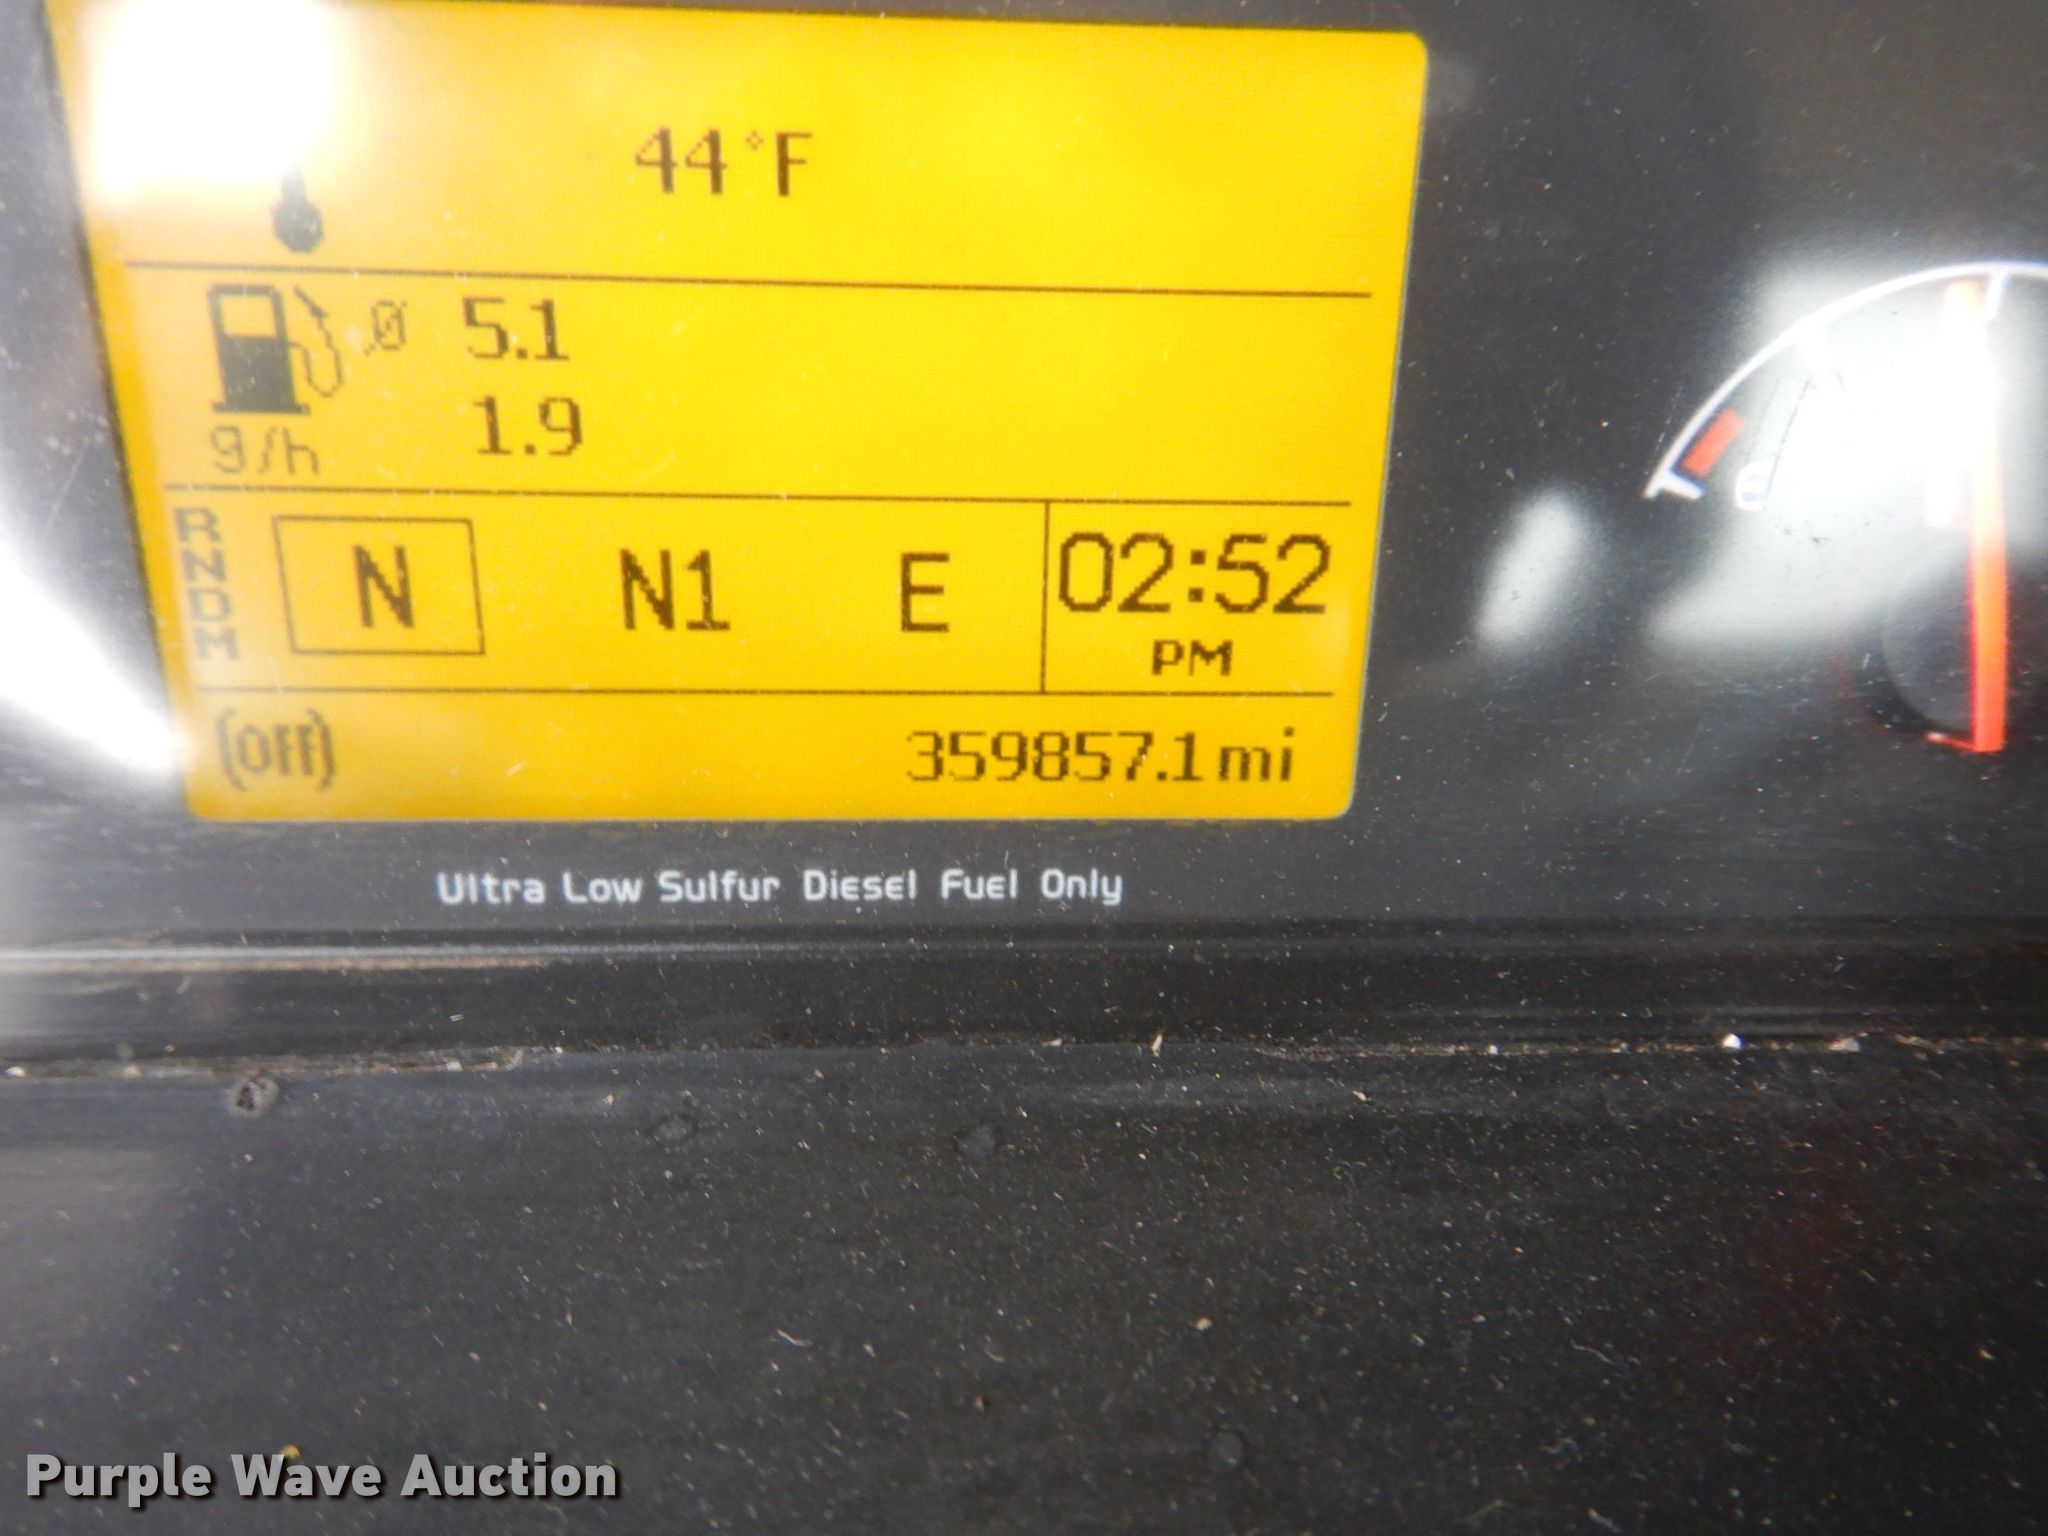 44°F
Ø 5.1
1.9
g/h
RNDM
N N1 E 02:52
PM
(OFF) 359857.1mi
E
Ultra Low Sulfur Diesel Fuel Only
Purple Wave Auction